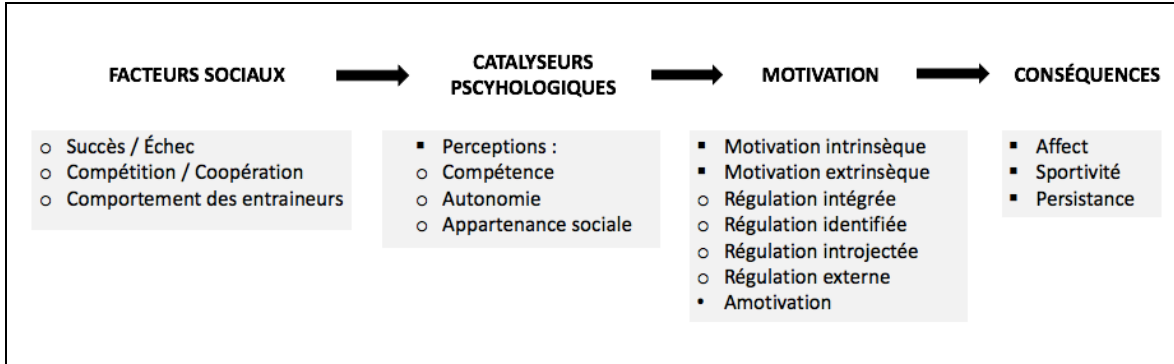 FACTEURS SOCIAUX
CATALYSEURS
PSCYHOLOGIQUES
MOTIVATION
CONSÉQUENCES
o Succès / Échec
o Compétition / Coopération
o Comportement des entraineurs
▪ Perceptions :
o Compétence
o Autonomie
o Appartenance sociale
▪ Motivation intrinsèque
▪ Motivation extrinsèque
o Régulation intégrée
o Régulation identifiée
o Régulation introjectée
o Régulation externe
• Amotivation
▪ Affect
▪ Sportivité
▪ Persistance